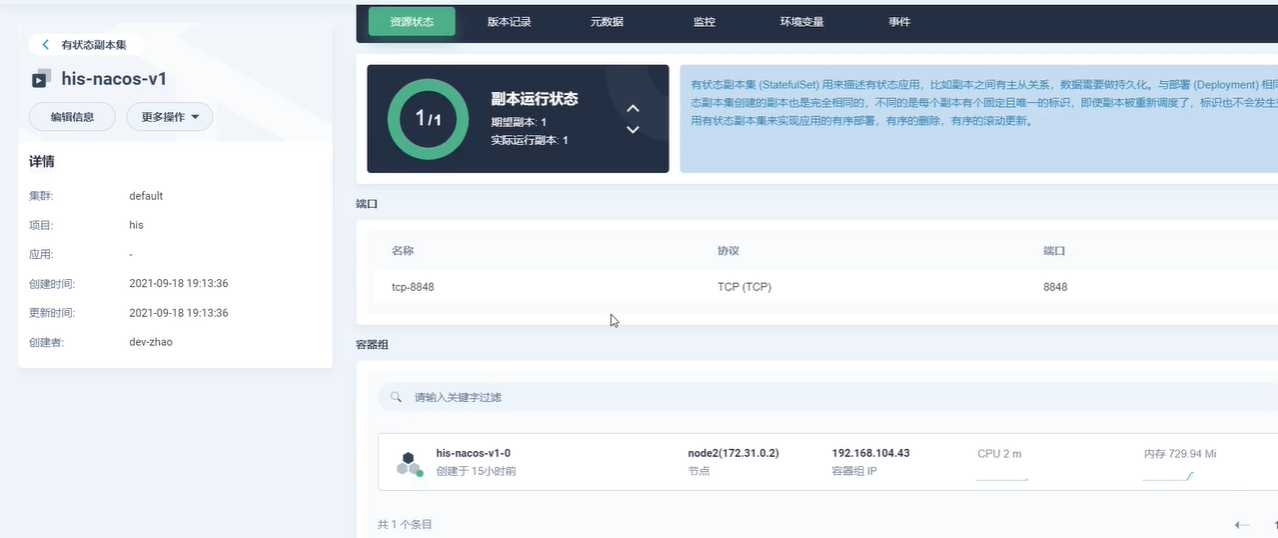 有状态副本集
his-nacos-v1
编辑信息
更多操作
详情
集群:
default
项目:
his
应用:
-
创建时间:
2021-09-18 19:13:36
更新时间:
2021-09-18 19:13:36
创建者:
dev-zhao
资源状态
版本记录
元数据
监控
环境变量
事件
1/1
副本运行状态
期望副本: 1
实际运行副本: 1
有状态副本集 (StatefulSet) 用来描述有状态应用，比如副本之间有主从关系，数据需要做持久化。与部署 (Deployment) 相同
态副本集创建的副本也是完全相同的，不同的是每个副本有个固定且唯一的标识，即使副本被重新调度了，标识也不会发生
用有状态副本集来实现应用的有序部署，有序的删除，有序的滚动更新。
端口
名称
协议
端口
tcp-8848
TCP (TCP)
8848
容器组
请输入关键字过滤
his-nacos-v1-0
创建于 15小时前
node2(172.31.0.2)
节点
192.168.104.43
容器组 IP
CPU 2 m
内存 729.94 Mi
共 1 个条目